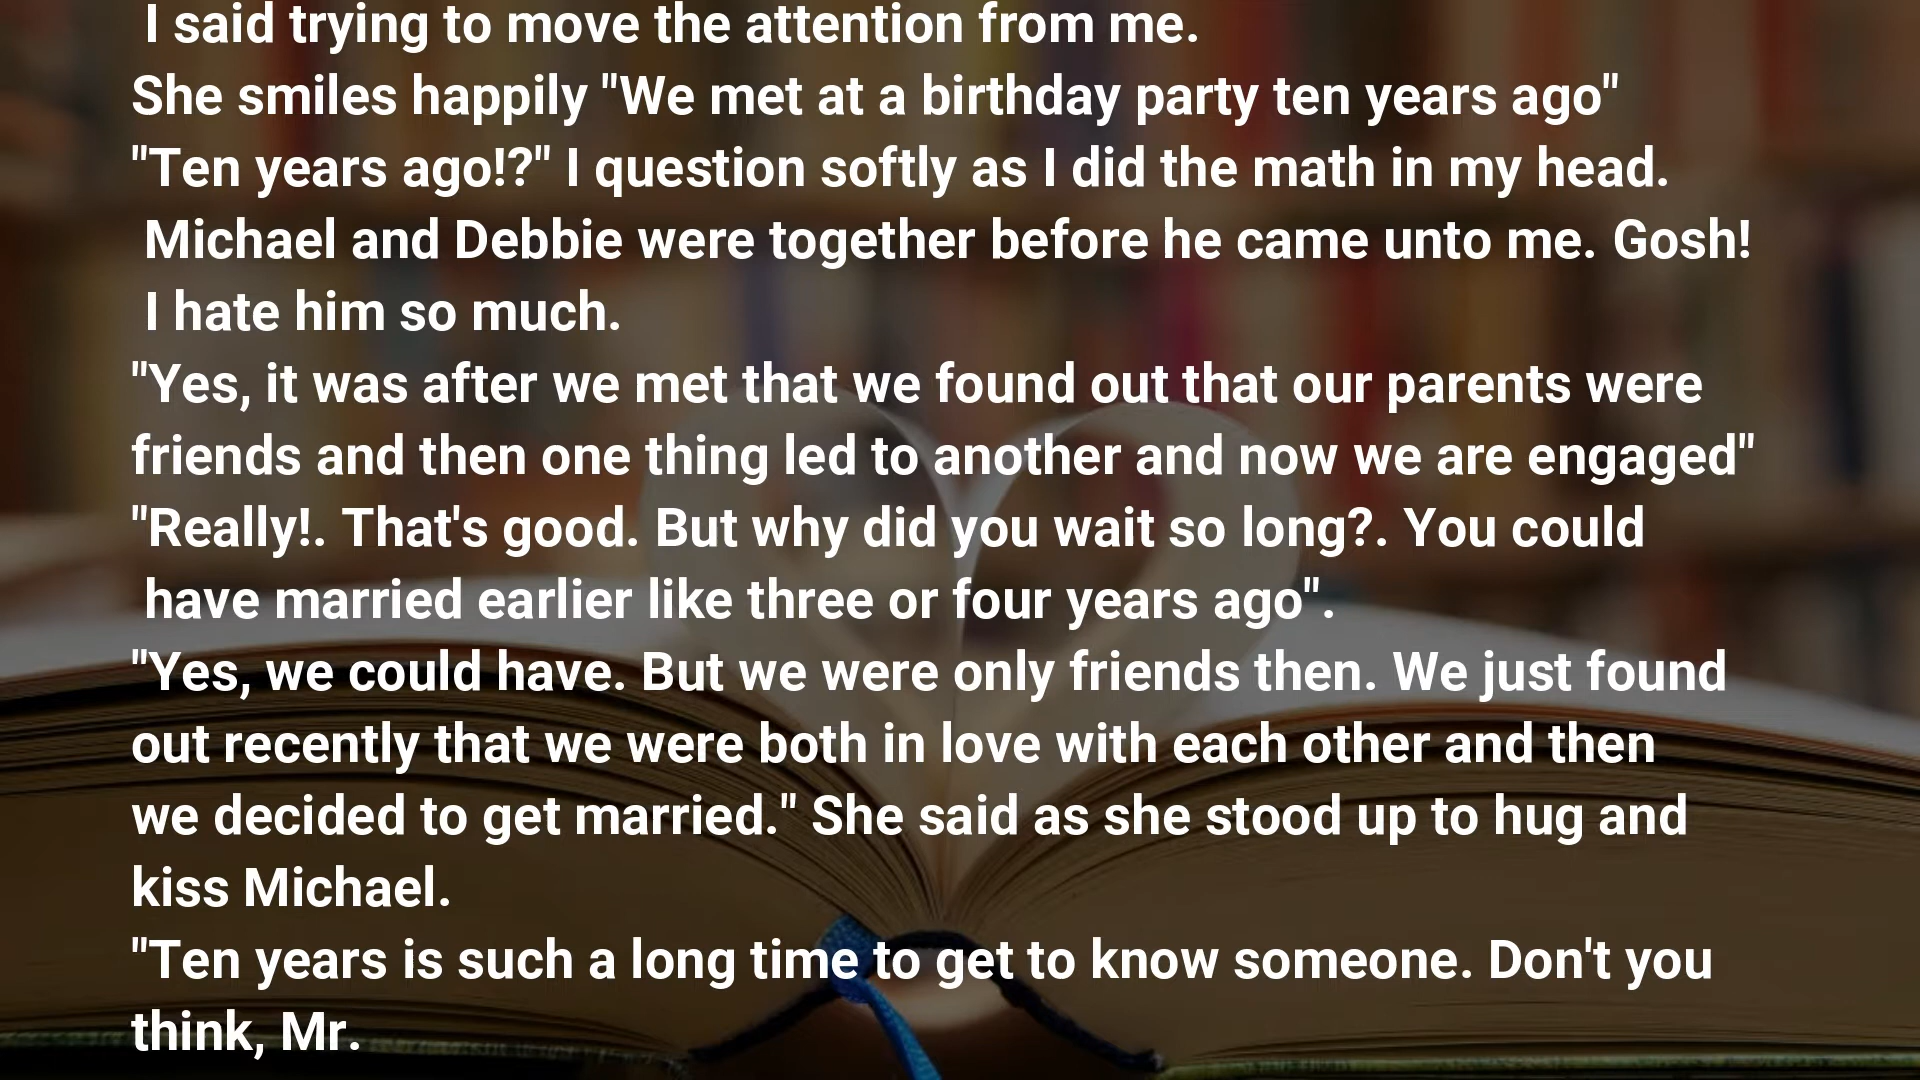 I said trying to move the attention from me.
She smiles happily "We met at a birthday party ten years ago"
"Ten years ago!?" I question softly as I did the math in my head.
Michael and Debbie were together before he came unto me. Gosh!
I hate him so much.
"Yes, it was after we met that we found out that our parents were
friends and then one thing led to another and now we are engaged"
"Really!. That's good. But why did you wait so long?. You could
have married earlier like three or four years ago".
"Yes, we could have. But we were only friends then. We just found
out recently that we were both in love with each other and then
we decided to get married." She said as she stood up to hug and
kiss Michael.
"Ten years is such a long time to get to know someone. Don't you
think, Mr.